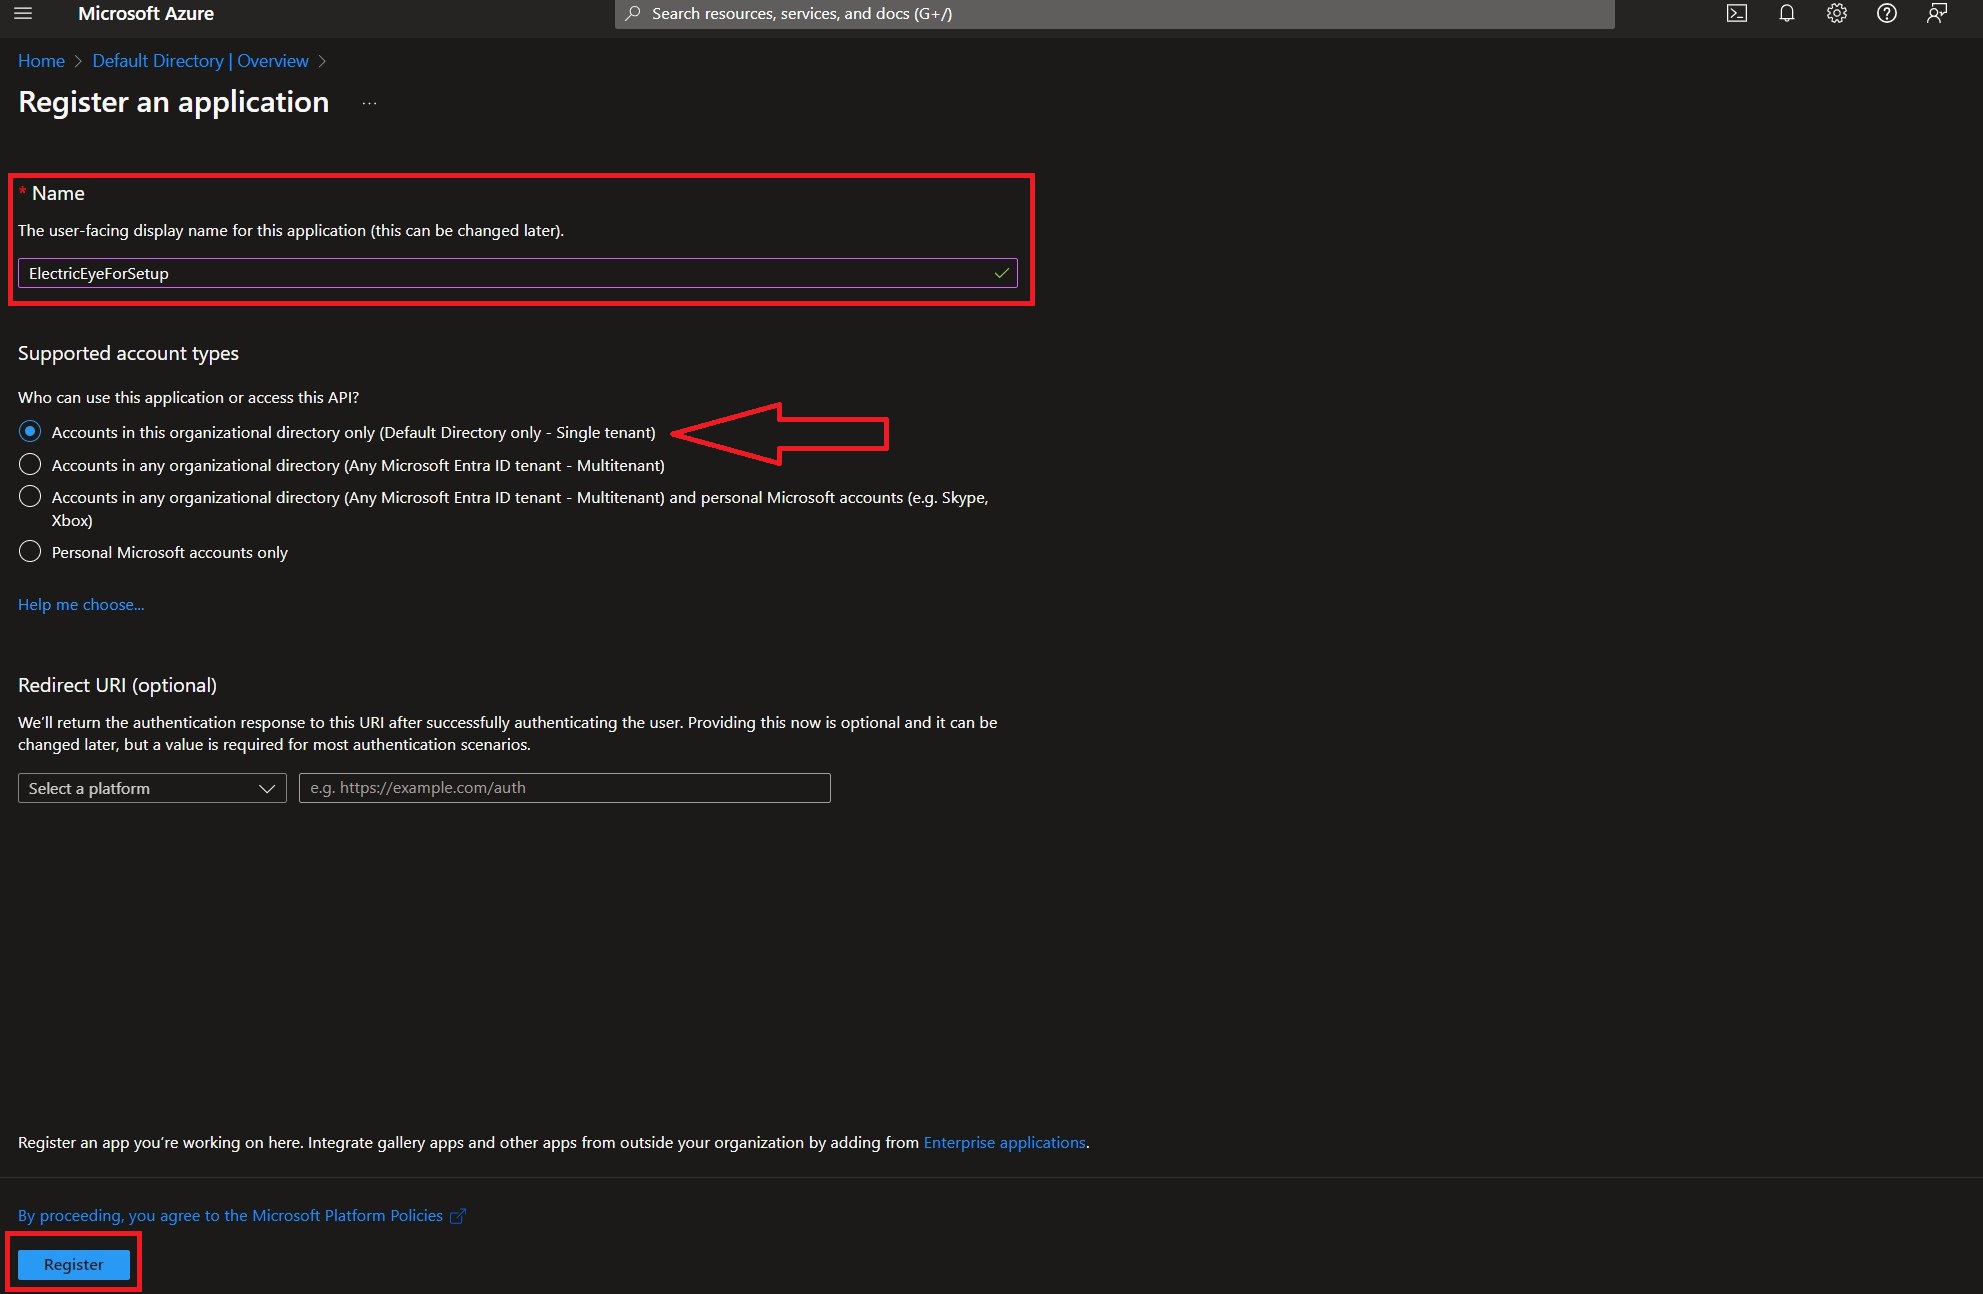 Microsoft Azure
Search resources, services, and docs (G+/)
Home > Default Directory | Overview >
Register an application ...
* Name
The user-facing display name for this application (this can be changed later).
ElectricEyeForSetup
Supported account types
Who can use this application or access this API?
Accounts in this organizational directory only (Default Directory only - Single tenant)
Accounts in any organizational directory (Any Microsoft Entra ID tenant - Multitenant)
Accounts in any organizational directory (Any Microsoft Entra ID tenant - Multitenant) and personal Microsoft accounts (e.g. Skype,
Xbox)
Personal Microsoft accounts only
Help me choose...
Redirect URI (optional)
We'll return the authentication response to this URI after successfully authenticating the user. Providing this now is optional and it can be
changed later, but a value is required for most authentication scenarios.
Select a platform
e.g. https://example.com/auth
Register an app you're working on here. Integrate gallery apps and other apps from outside your organization by adding from Enterprise applications.
By proceeding, you agree to the Microsoft Platform Policies
Register